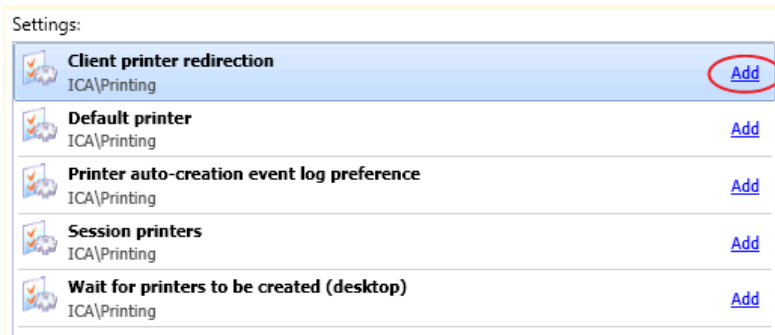 Settings:
Client printer redirection
ICA\Printing
Add
Default printer
ICA\Printing
Add
Printer auto-creation event log preference
ICA\Printing
Add
Session printers
ICA\Printing
Add
Wait for printers to be created (desktop)
ICA\Printing
Add